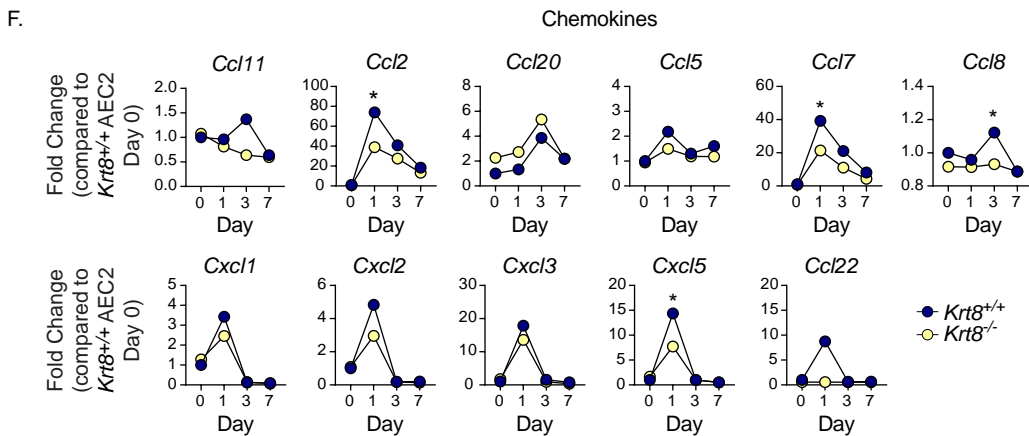 F.
Chemokines
Fold Change
(compared to
Krt8+/+ AEC2
Day 0)
Ccl11
2.0
1.5
1.0
0.5
0.0
0 1 3 7
Day
Ccl2
100
80
60
40
20
0
*
0 1 3 7
Day
Ccl20
8
6
4
2
0
0 1 3 7
Day
Ccl5
4
3
2
1
0
0 1 3 7
Day
Ccl7
60
40
20
0
*
0 1 3 7
Day
Ccl8
1.4
1.2
1.0
0.8
*
0 1 3 7
Day
Fold Change
(compared to
Krt8+/+ AEC2
Day 0)
Cxcl1
5
4
3
2
1
0
0 1 3 7
Day
Cxcl2
6
4
2
0
0 1 3 7
Day
Cxcl3
25
20
15
10
5
0
0 1 3 7
Day
Cxcl5
20
15
10
5
0
*
0 1 3 7
Day
Ccl22
15
10
5
0
0 1 3 7
Day
Krt8+/+
Krt8-/-